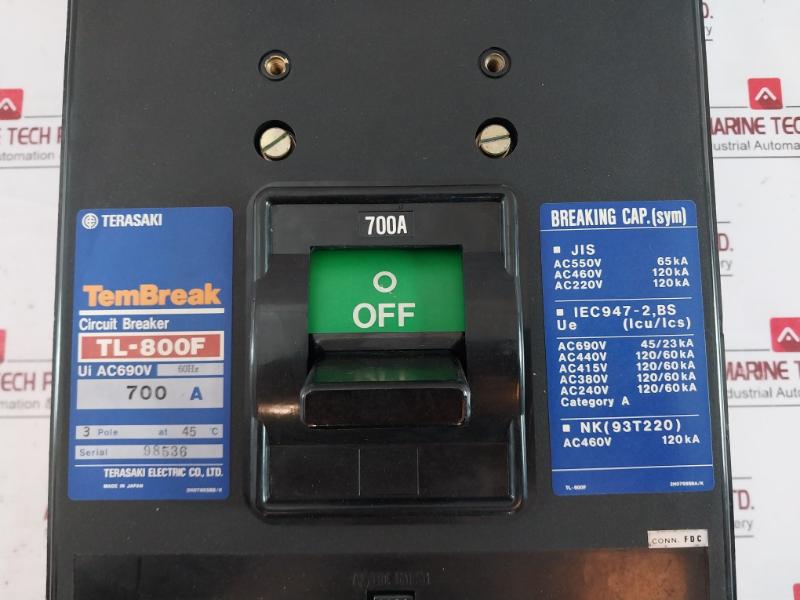 700A
O
OFF
TERASAKI
TemBreak
Circuit Breaker
TL-800F
Ui AC690V 60Hz
700 A
3 Pole at 45 °C
Serial 98536
TERASAKI ELECTRIC CO., LTD.
MADE IN JAPAN
BREAKING CAP.(sym)
■ JIS
AC550V 65kA
AC460V 120kA
AC220V 120kA
■ IEC947-2,BS
Ue (Icu/Ics)
AC690V 45/23kA
AC440V 120/60kA
AC415V 120/60kA
AC380V 120/60kA
AC240V 120/60kA
Category A
■ NK(93T220)
AC460V 120kA
TL-800F
CONN. FDC
MARINE TECH
Automation
MARINE TECH
Industrial Automation